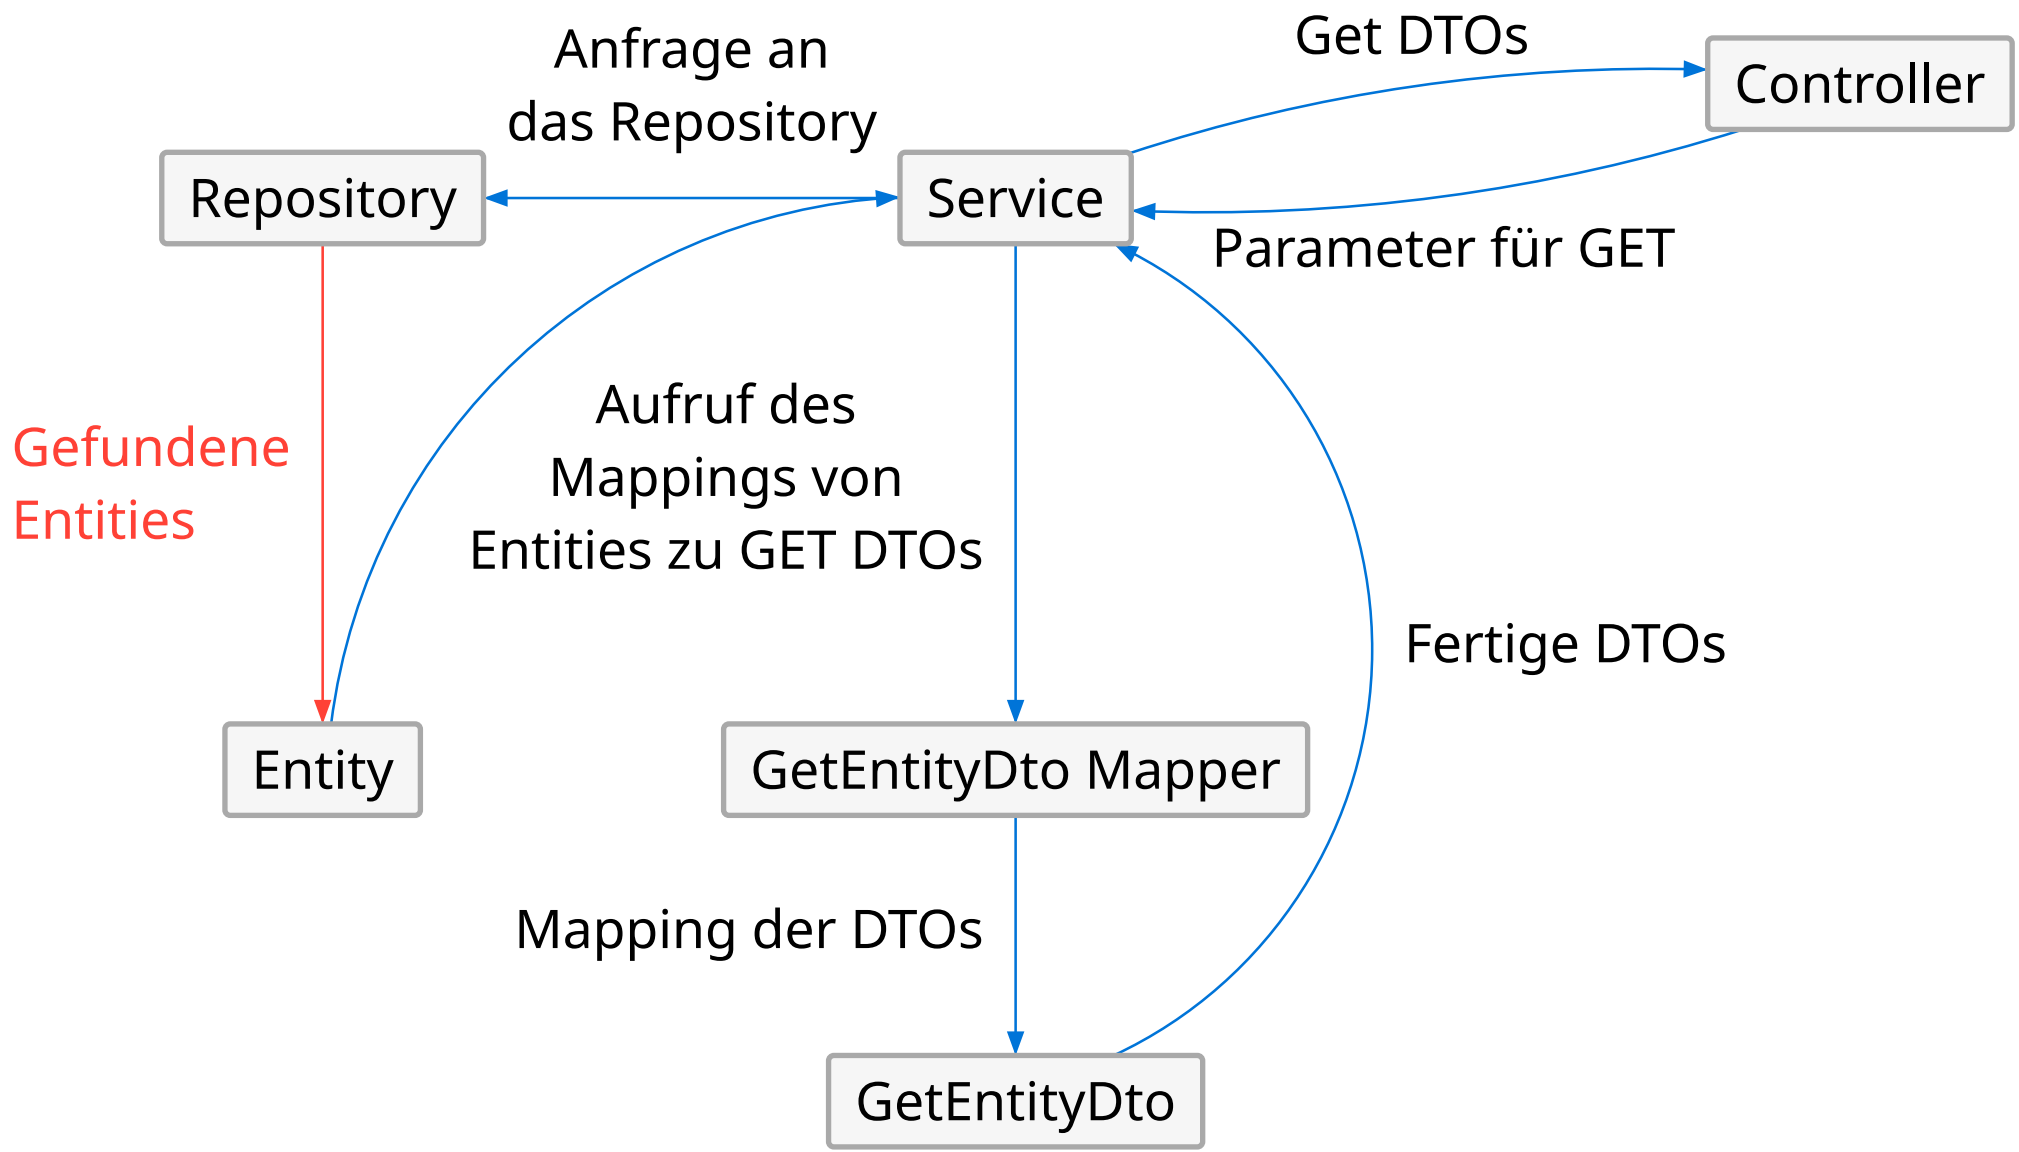 Get DTOs
Anfrage an
das Repository
Controller
Repository
Service
Parameter für GET
Aufruf des
Mappings von
Entities zu GET DTOs
Gefundene
Entities
Fertige DTOs
Entity
GetEntityDto Mapper
Mapping der DTOs
GetEntityDto